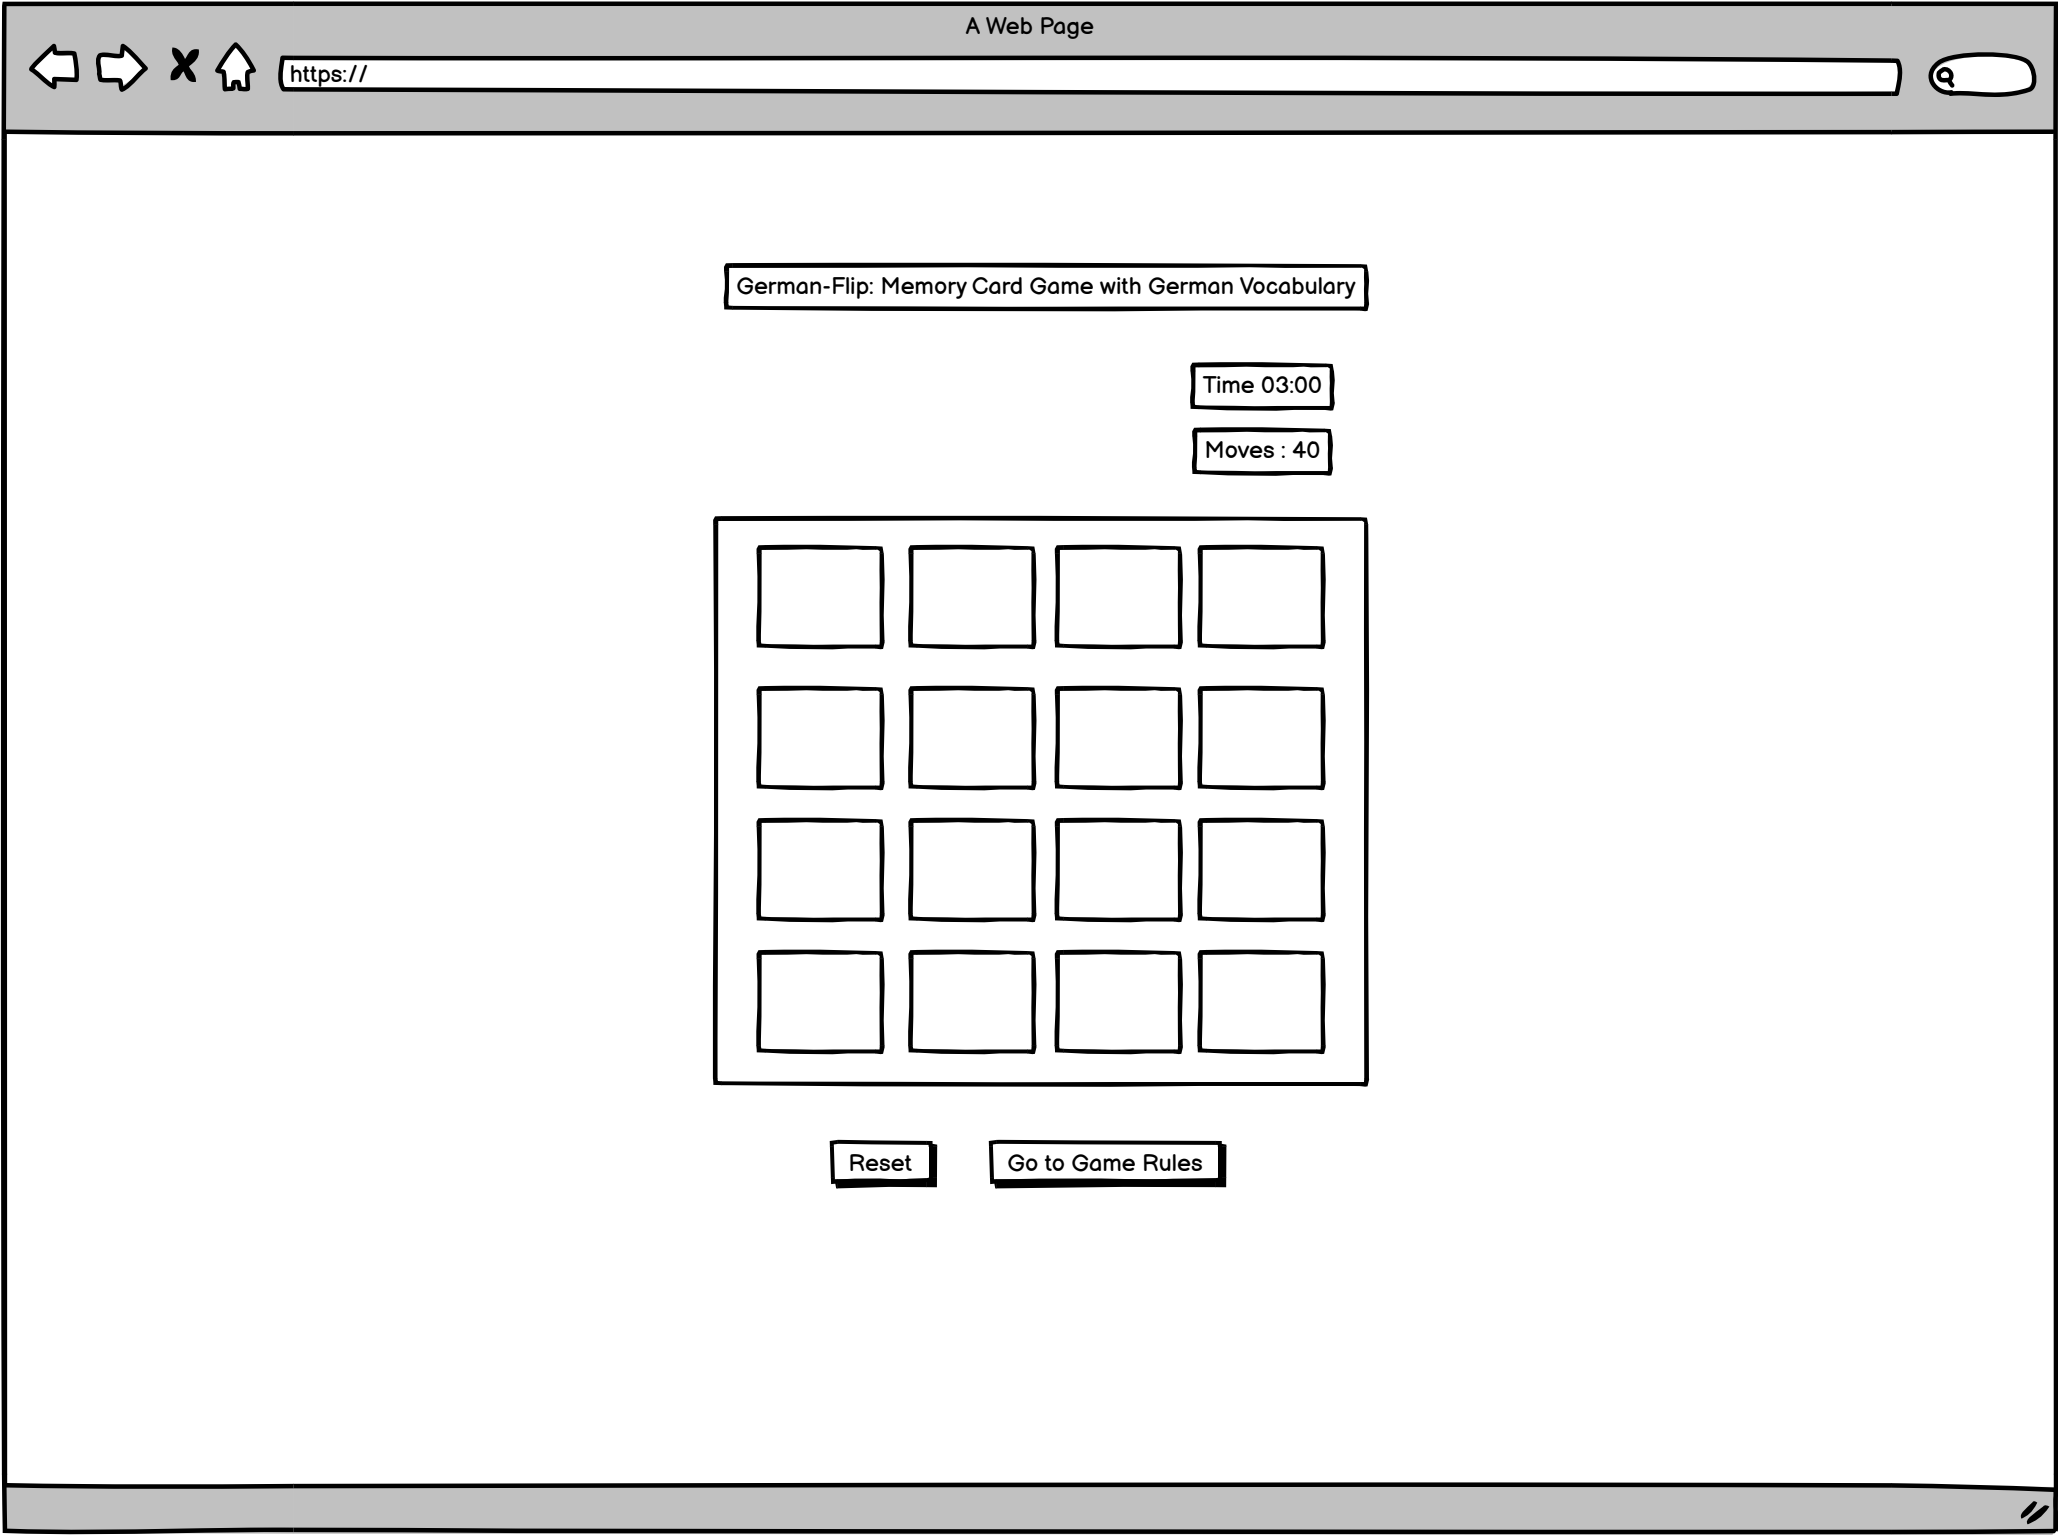 A Web Page
https://
German-Flip: Memory Card Game with German Vocabulary
Time 03:00
Moves : 40
Reset
Go to Game Rules